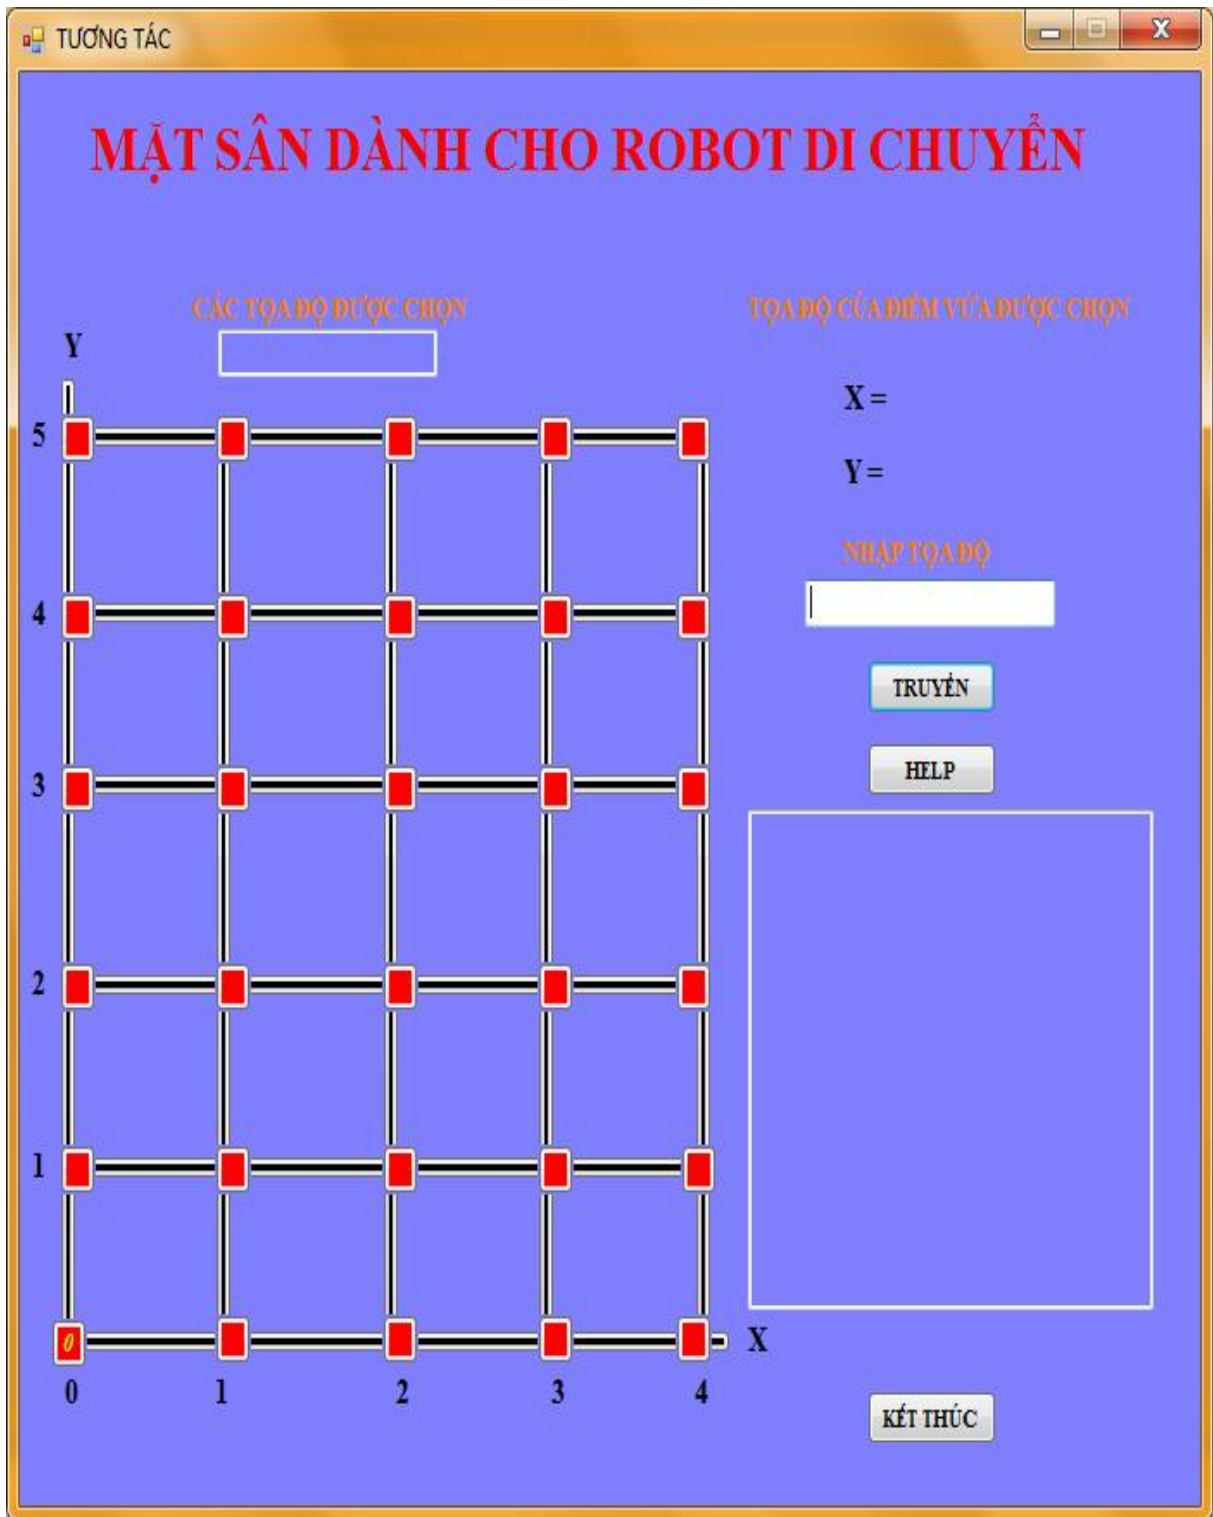 TƯƠNG TÁC
MẶT SÂN DÀNH CHO ROBOT DI CHUYỂN
CÁC TỌA ĐỘ ĐƯỢC CHỌN
TỌA ĐỘ CỦA ĐIỂM VỪA ĐƯỢC CHỌN
Y
X =
5
Y =
NHẬP TỌA ĐỘ
4
TRUYỀN
HELP
3
2
1
0
X
0 1 2 3 4
KẾT THÚC